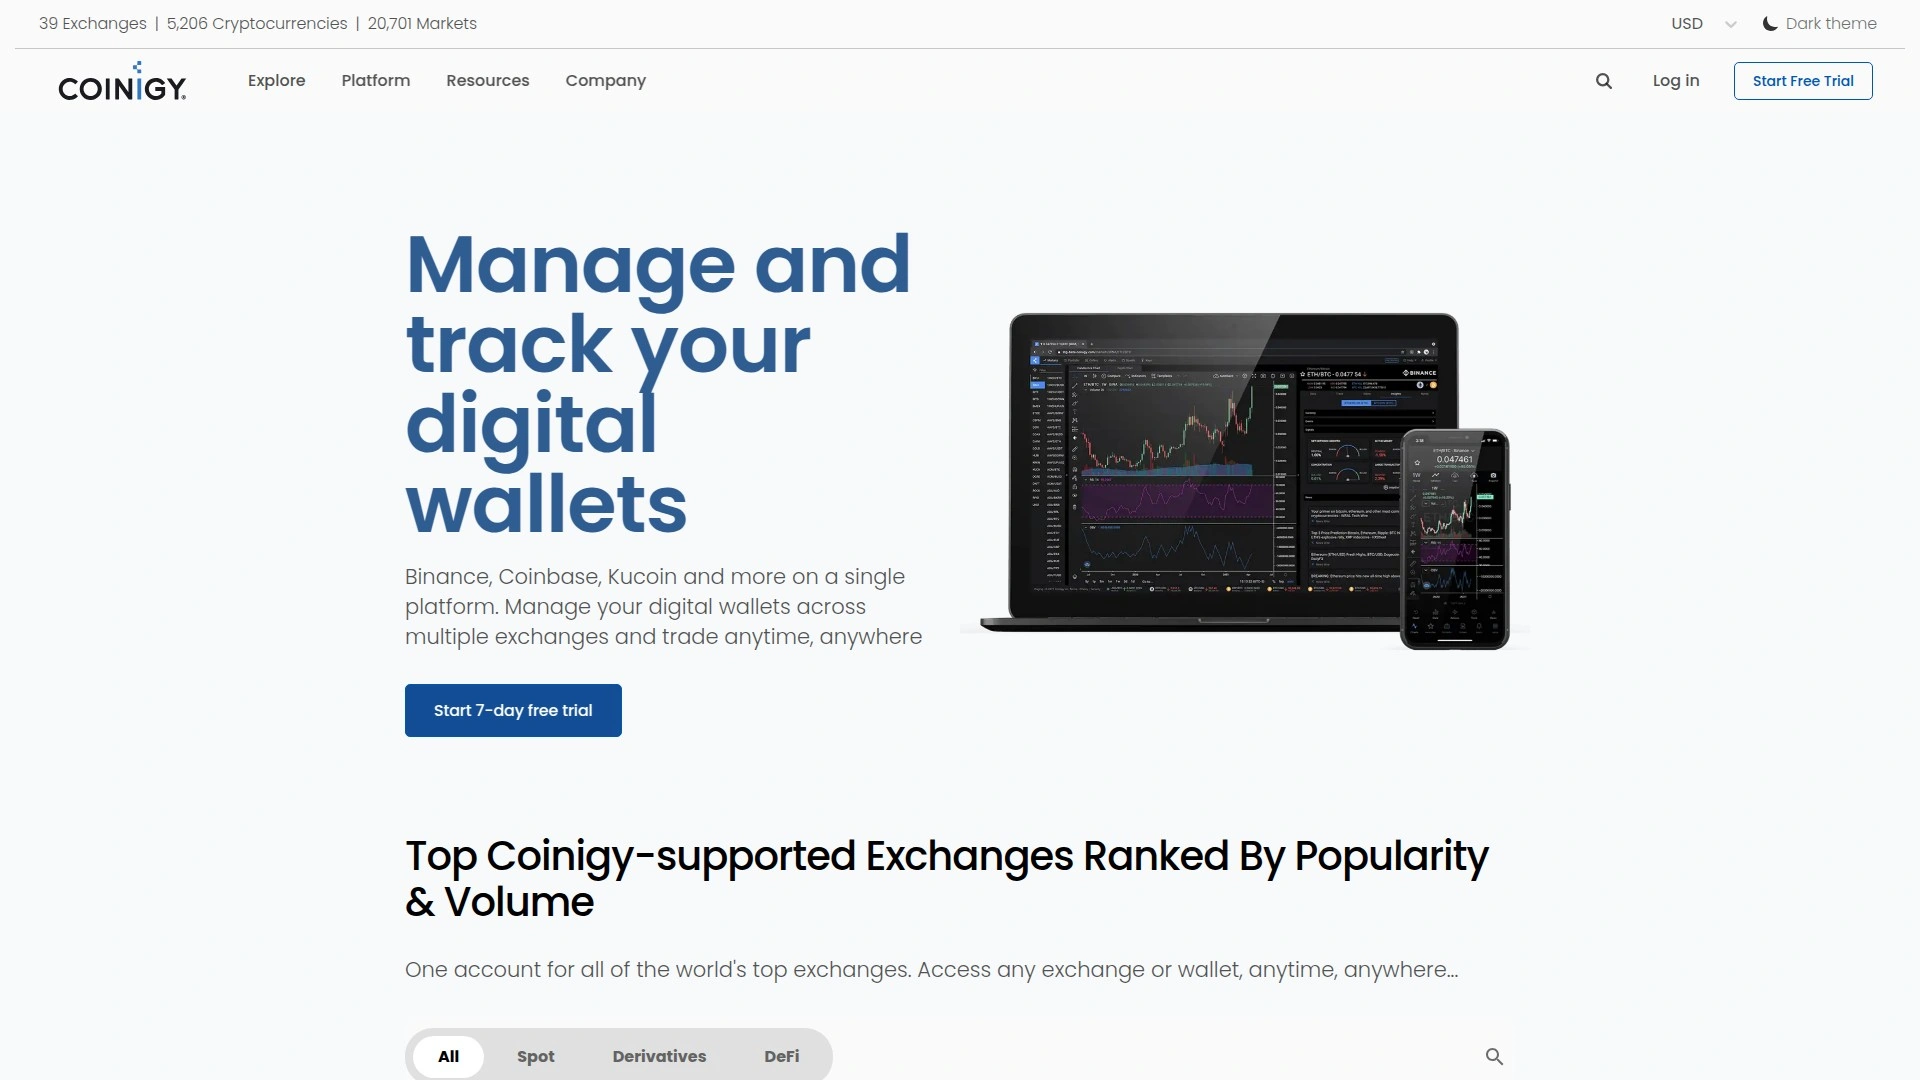 39 Exchanges | 5,206 Cryptocurrencies | 20,701 Markets
USD
Dark theme
COINIGY
Explore
Platform
Resources
Company
Log in
Start Free Trial
Manage and
track your
digital
wallets
Binance, Coinbase, Kucoin and more on a single
platform. Manage your digital wallets across
multiple exchanges and trade anytime, anywhere
Start 7-day free trial
BINANCE
0.047461
Top Coinigy-supported Exchanges Ranked By Popularity
& Volume
One account for all of the world's top exchanges. Access any exchange or wallet, anytime, anywhere...
All
Spot
Derivatives
DeFi